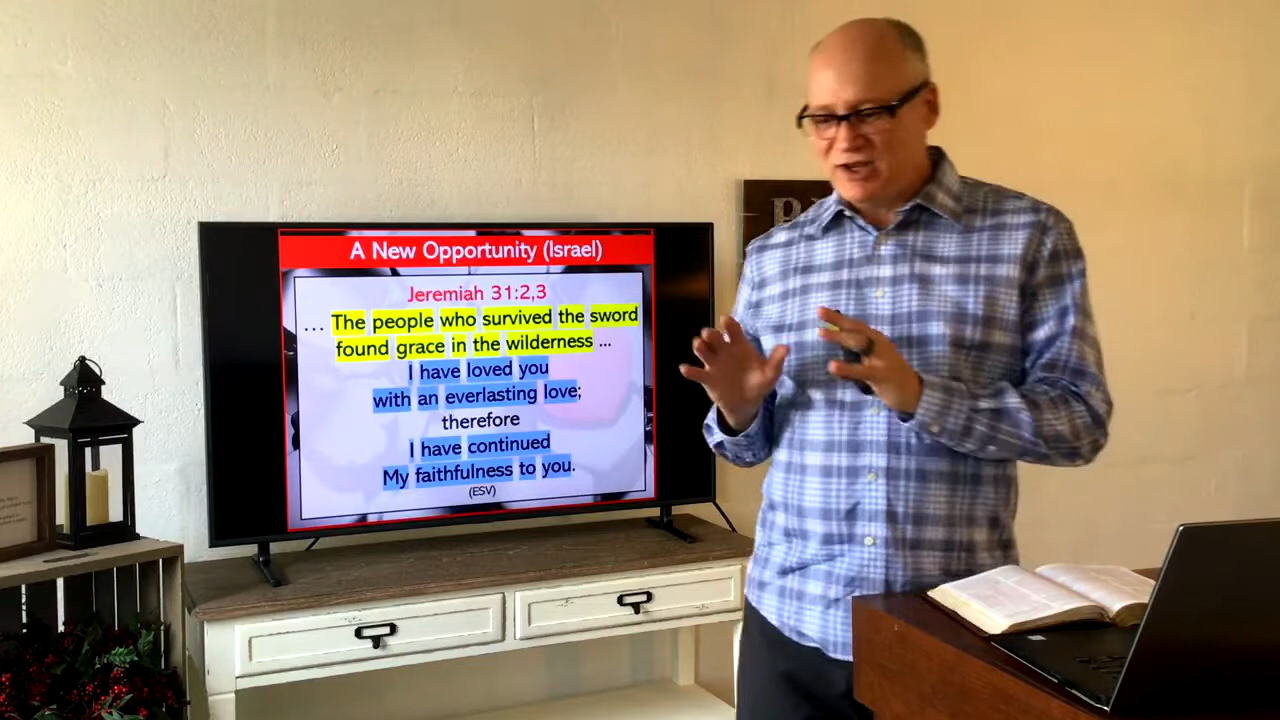 A New Opportunity (Israel)
Jeremiah 31:2,3
... The people who survived the sword
found grace in the wilderness ...
I have loved you
with an everlasting love;
therefore
I have continued
My faithfulness to you.
(ESV)